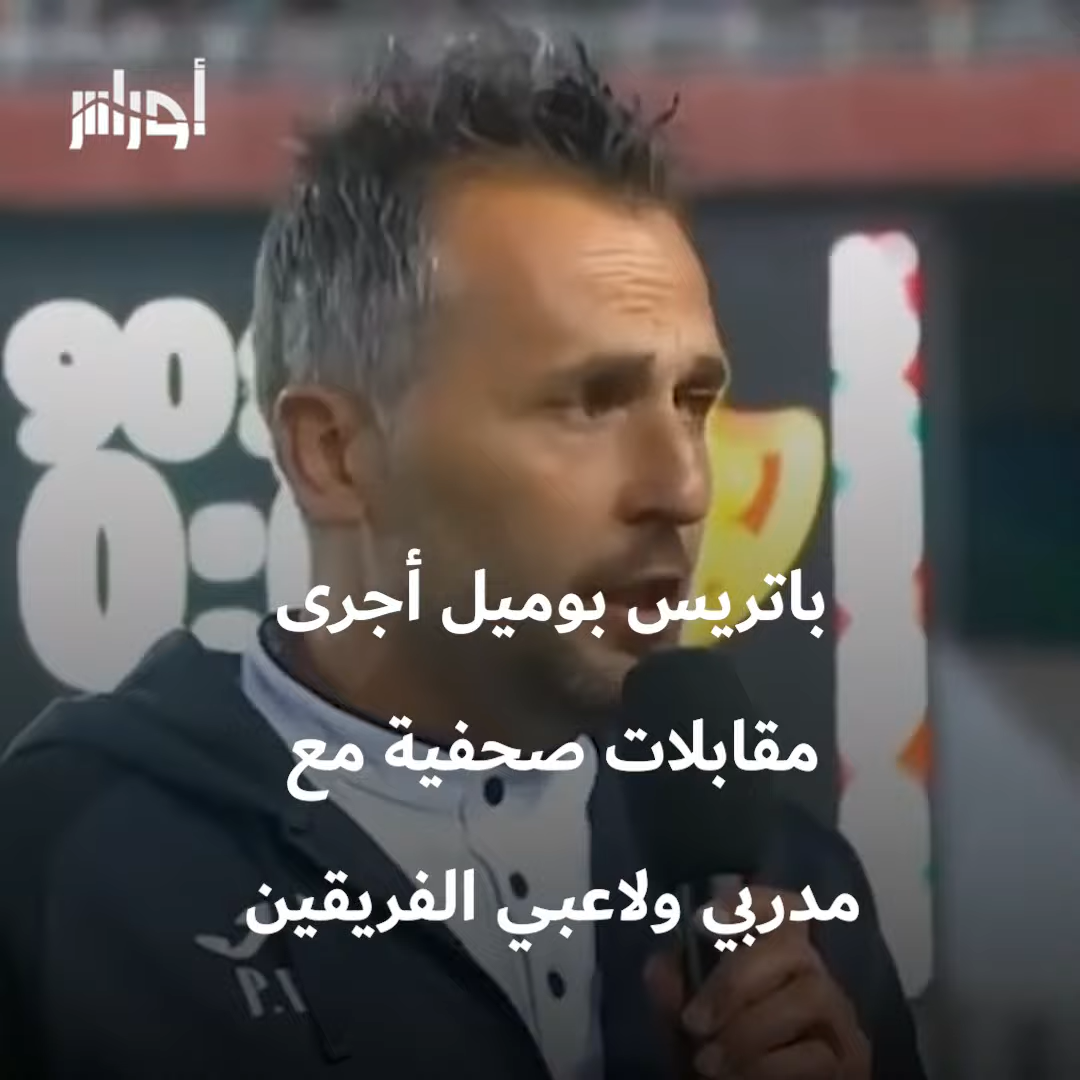 أوراس
باتريس بوميل أجرى
مقابلات صحفية مع
مدربي ولاعبي الفريقين
P.I